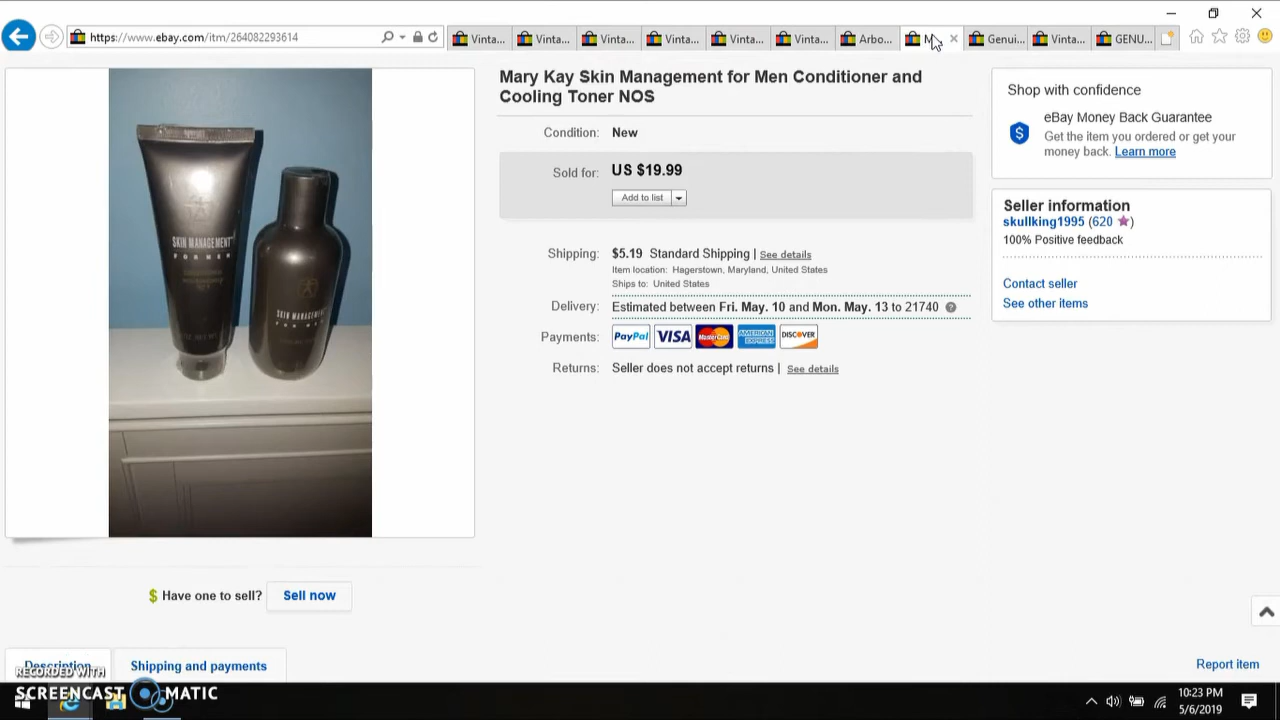 https://www.ebay.com/item/264082293614
Vinta...
Vinta...
Vinta...
Vinta...
Vinta...
Vinta...
Arbo...
M
Genui...
Vinta...
GENU...
Mary Kay Skin Management for Men Conditioner and
Cooling Toner NOS
Condition: New
Sold for: US $19.99
Add to list
Shipping: $5.19 Standard Shipping | See details
Item location: Hagerstown, Maryland, United States
Ships to: United States
Delivery: Estimated between Fri. May. 10 and Mon. May. 13 to 21740
Payments: PayPal VISA MasterCard AMERICAN EXPRESS DISCOVER
Returns: Seller does not accept returns | See details
Shop with confidence
eBay Money Back Guarantee
Get the item you ordered or get your
money back. Learn more
Seller information
skullking1995 (620)
100% Positive feedback
Contact seller
See other items
SKIN MANAGEMENT
FOR MEN
SKIN MANAGEMENT
FOR MEN
$ Have one to sell? Sell now
Description
Shipping and payments
Report item
RECORDED WITH
SCREENCAST MATIC
10:23 PM
5/6/2019